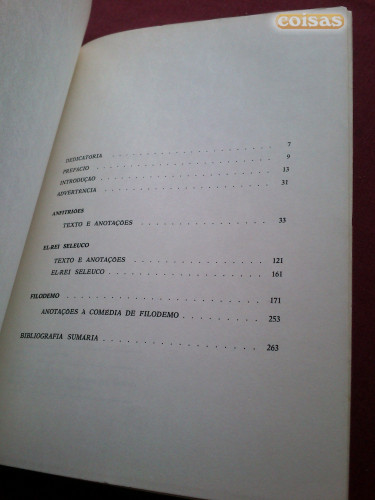 coisas
DEDICATÓRIA . . . . . . . . . . . . . . . . . . . 7
PREFÁCIO . . . . . . . . . . . . . . . . . . . . 9
INTRODUÇÃO . . . . . . . . . . . . . . . . . . . 13
ADVERTÊNCIA . . . . . . . . . . . . . . . . . . 31
ANFITRIÕES
TEXTO E ANOTAÇÕES . . . . . . . . . . . . . . 33
EL-REI SELEUCO
TEXTO E ANOTAÇÕES . . . . . . . . . . . . . . 121
EL-REI SELEUCO . . . . . . . . . . . . . . . . 161
FILODEMO . . . . . . . . . . . . . . . . . . . . 171
ANOTAÇÕES À COMÉDIA DE FILODEMO . . . . . . . . 253
BIBLIOGRAFIA SUMÁRIA . . . . . . . . . . . . . . 263